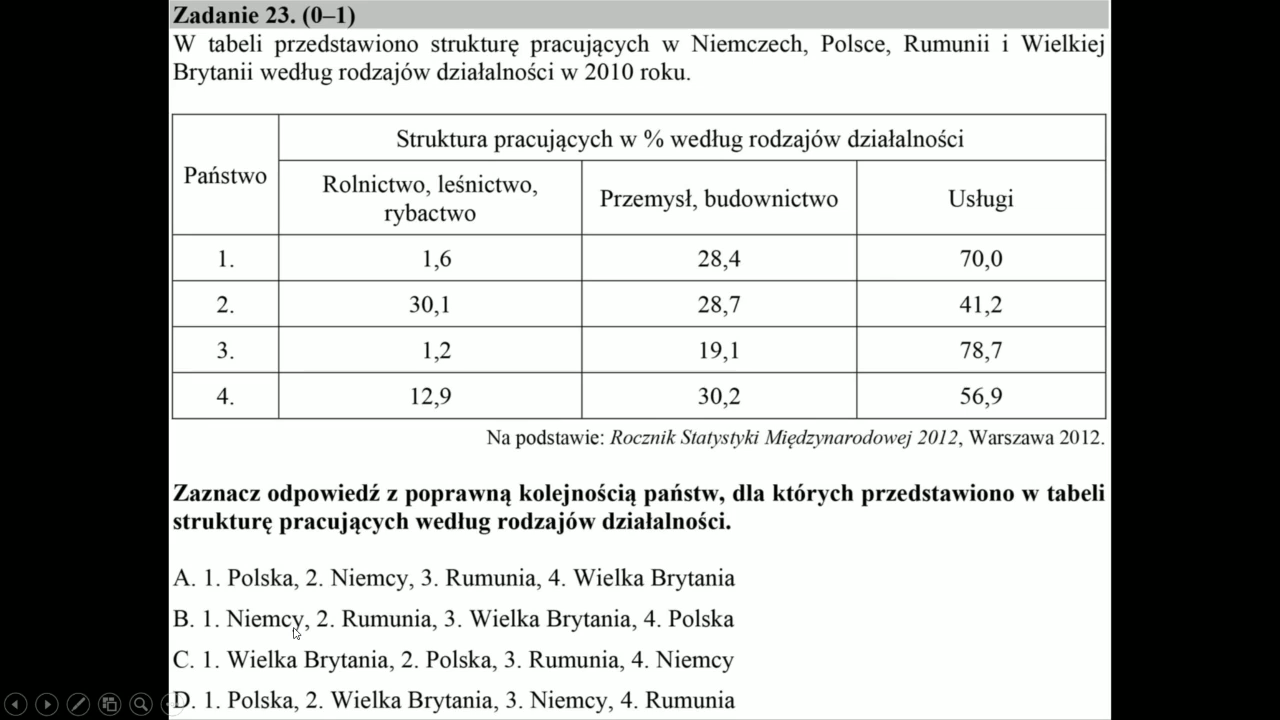 Zadanie 23. (0–1)
W tabeli przedstawiono strukturę pracujących w Niemczech, Polsce, Rumunii i Wielkiej
Brytanii według rodzajów działalności w 2010 roku.
Państwo
Struktura pracujących w % według rodzajów działalności
Rolnictwo, leśnictwo,
rybactwo
Przemysł, budownictwo
Usługi
1. 1,6 28,4 70,0
2. 30,1 28,7 41,2
3. 1,2 19,1 78,7
4. 12,9 30,2 56,9
Na podstawie: Rocznik Statystyki Międzynarodowej 2012, Warszawa 2012.
Zaznacz odpowiedź z poprawną kolejnością państw, dla których przedstawiono w tabeli
strukturę pracujących według rodzajów działalności.
A. 1. Polska, 2. Niemcy, 3. Rumunia, 4. Wielka Brytania
B. 1. Niemcy, 2. Rumunia, 3. Wielka Brytania, 4. Polska
C. 1. Wielka Brytania, 2. Polska, 3. Rumunia, 4. Niemcy
D. 1. Polska, 2. Wielka Brytania, 3. Niemcy, 4. Rumunia